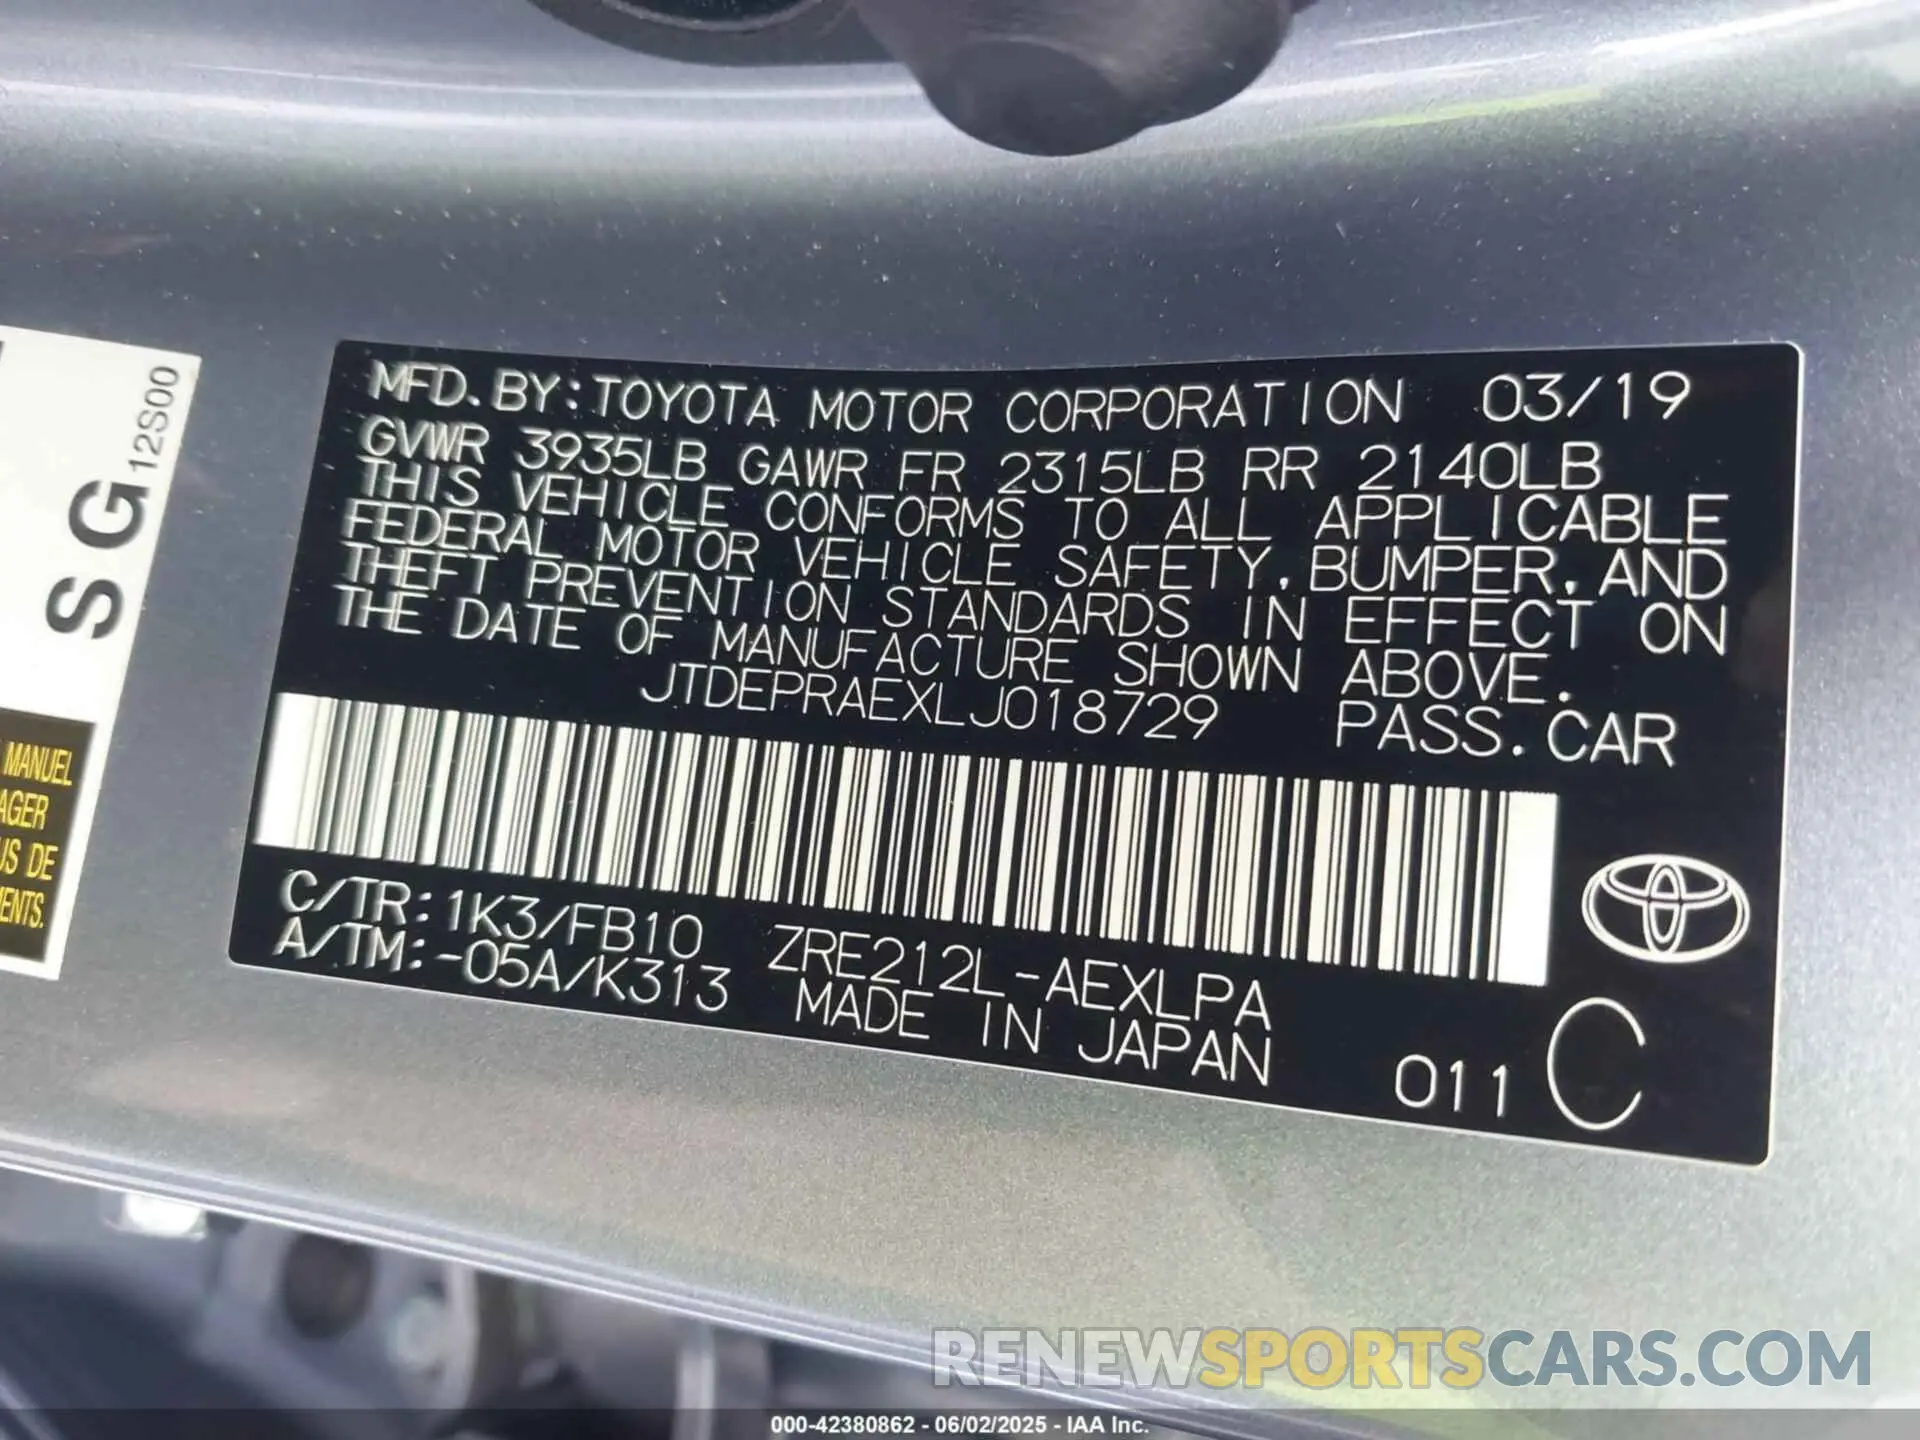 MFD. BY: TOYOTA MOTOR CORPORATION 03/19
GVWR 3935LB GAWR FR 2315LB RR 2140LB
THIS VEHICLE CONFORMS TO ALL APPLICABLE
FEDERAL MOTOR VEHICLE SAFETY, BUMPER, AND
THEFT PREVENTION STANDARDS IN EFFECT ON
THE DATE OF MANUFACTURE SHOWN ABOVE.
JTDEPRAEXLJ018729 PASS. CAR
C/TR: 1K3/FB10 ZRE212L-AEXLPA
A/TM: -05A/K313 MADE IN JAPAN
011 C
SG 12S00
MANUEL
AGER
US DE
MENTS.
RENEWSPORTSCARS.COM
000-42380862 - 06/02/2025 - IAA Inc.